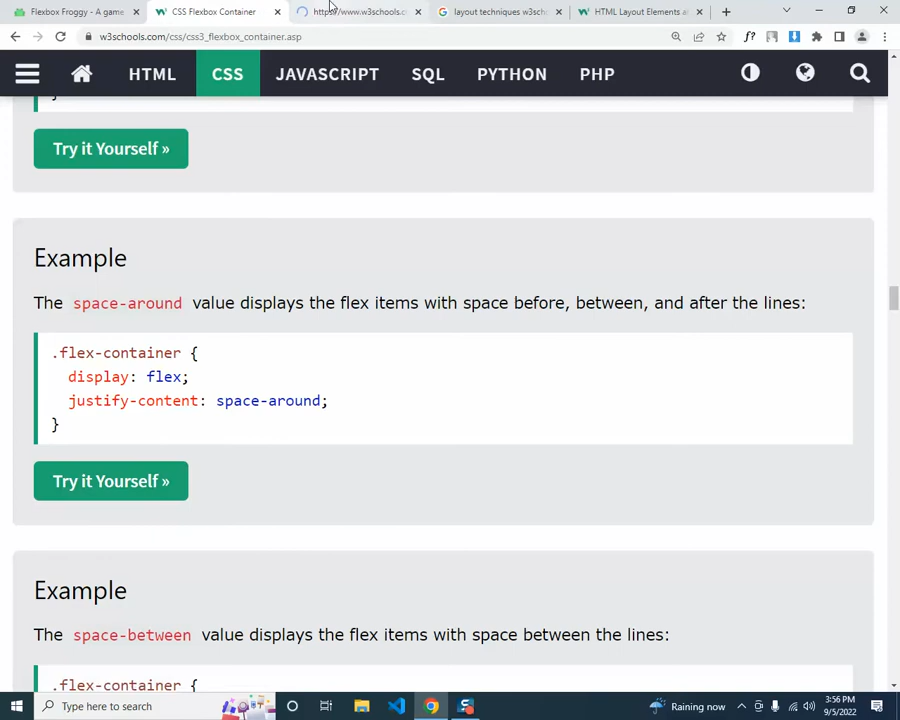 Flexbox Froggy - A game
CSS Flexbox Container
https://www.w3schools.c
layout techniques w3sch
HTML Layout Elements a
w3schools.com/css/css3_flexbox_container.asp
HTML CSS JAVASCRIPT SQL PYTHON PHP
}
Try it Yourself »
Example
The space-around value displays the flex items with space before, between, and after the lines:
.flex-container {
display: flex;
justify-content: space-around;
}
Try it Yourself »
Example
The space-between value displays the flex items with space between the lines:
.flex-container {
Type here to search
Raining now
3:56 PM
9/5/2022